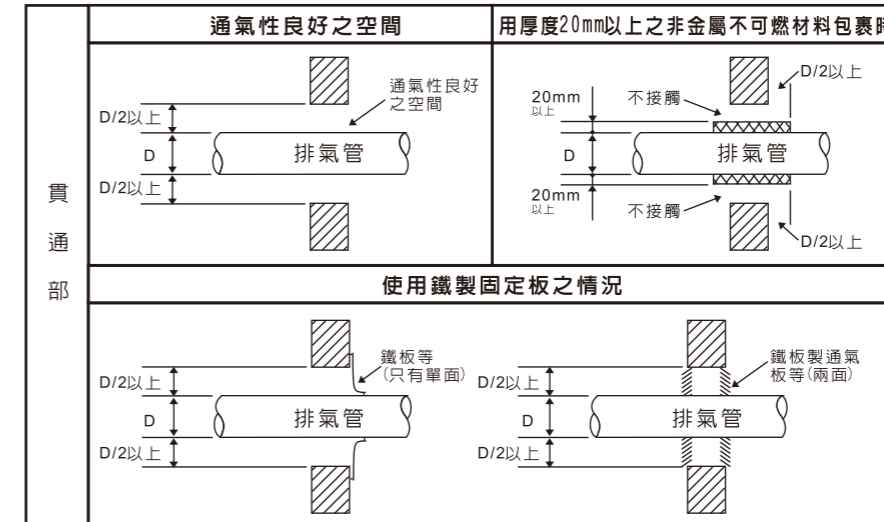 貫通部
通氣性良好之空間
D/2以上
D
D/2以上
排氣管
通氣性良好
之空間
用厚度20mm以上之非金屬不可燃材料包裹時
20mm
以上
D
20mm
以上
不接觸
排氣管
不接觸
D/2以上
D/2以上
使用鐵製固定板之情況
D/2以上
D
D/2以上
排氣管
鐵板等
(只有單面)
D/2以上
D
D/2以上
排氣管
鐵板製通氣
板等(兩面)